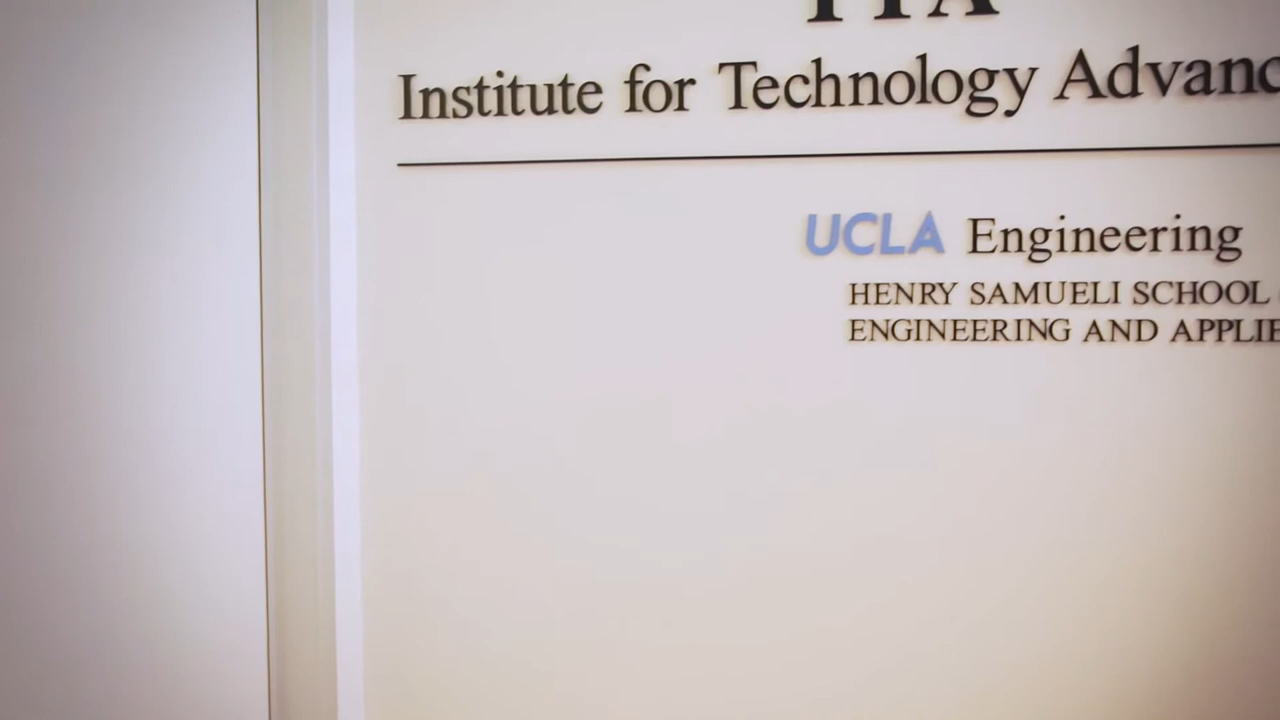 Institute for Technology Advanc
UCLA Engineering
HENRY SAMUELI SCHOOL
ENGINEERING AND APPLIE